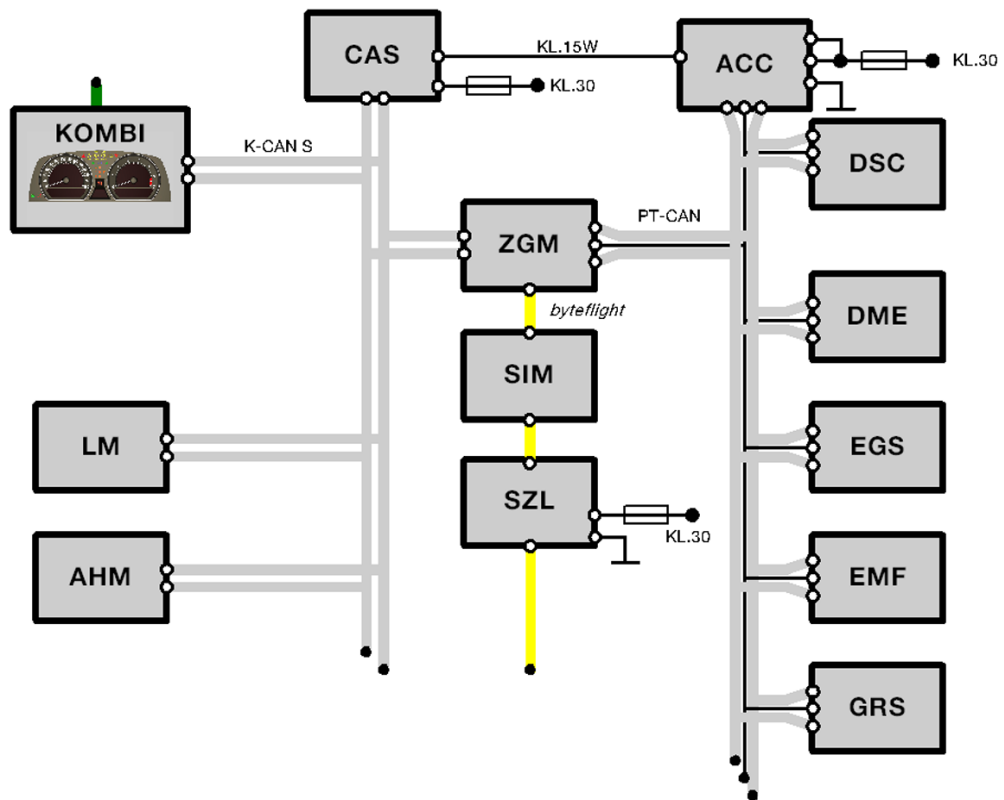 CAS
KL.15W
ACC
KL.30
KL.30
KOMBI
K-CAN S
DSC
PT-CAN
ZGM
byteflight
DME
SIM
LM
EGS
SZL
KL.30
AHM
EMF
GRS